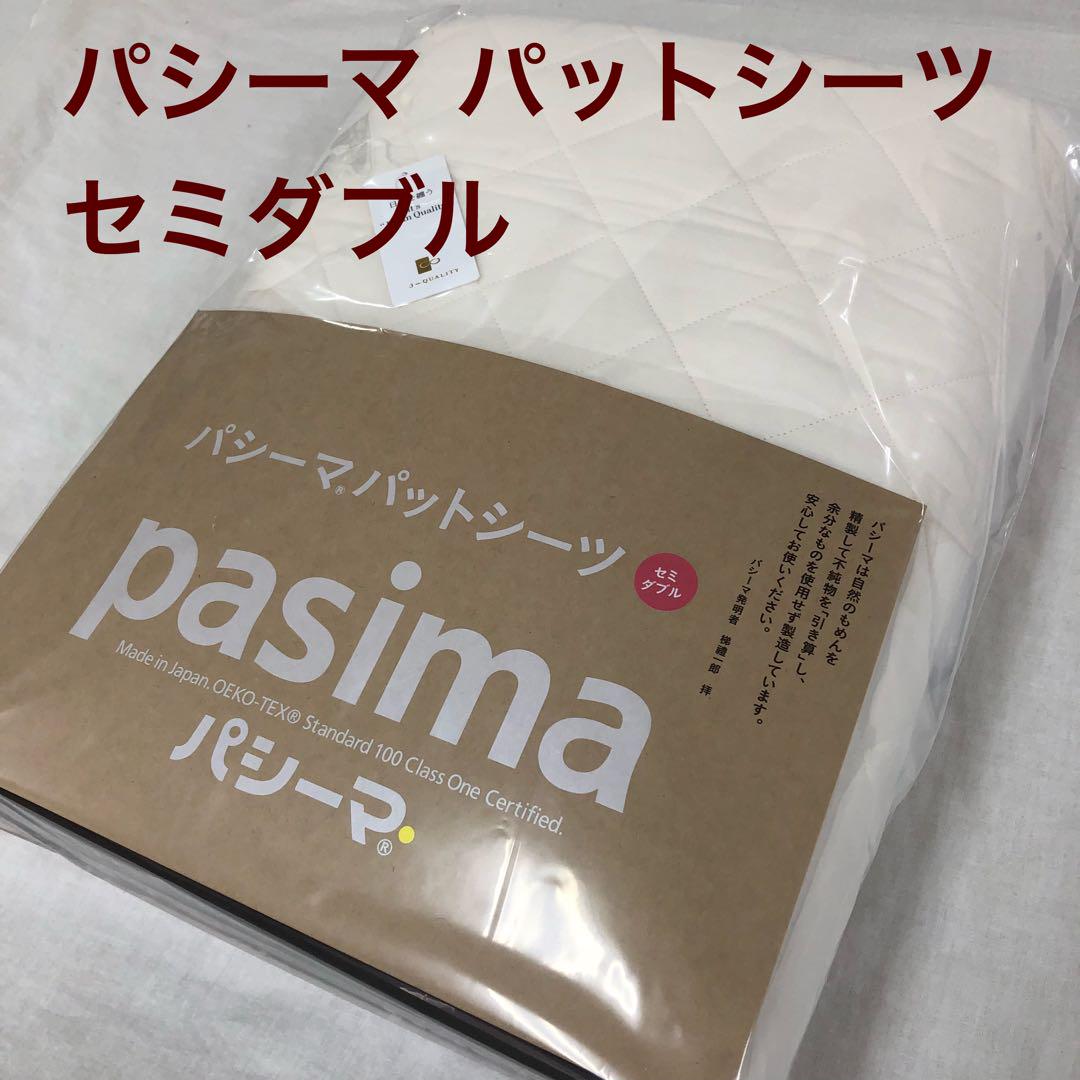 パシーマ パットシーツ
セミダブル
J∞QUALITY
パシーマ®パットシーツ
セミ
ダブル
pasima
Made in Japan. OEKO-TEX® Standard 100 Class One Certified.
パシーマ®
パシーマは自然のもめんを
精製して不純物を「引き算」し、
余分なものを使用せず製造しています。
安心してお使いください。
パシーマ発明者 梯禮一郎 拝